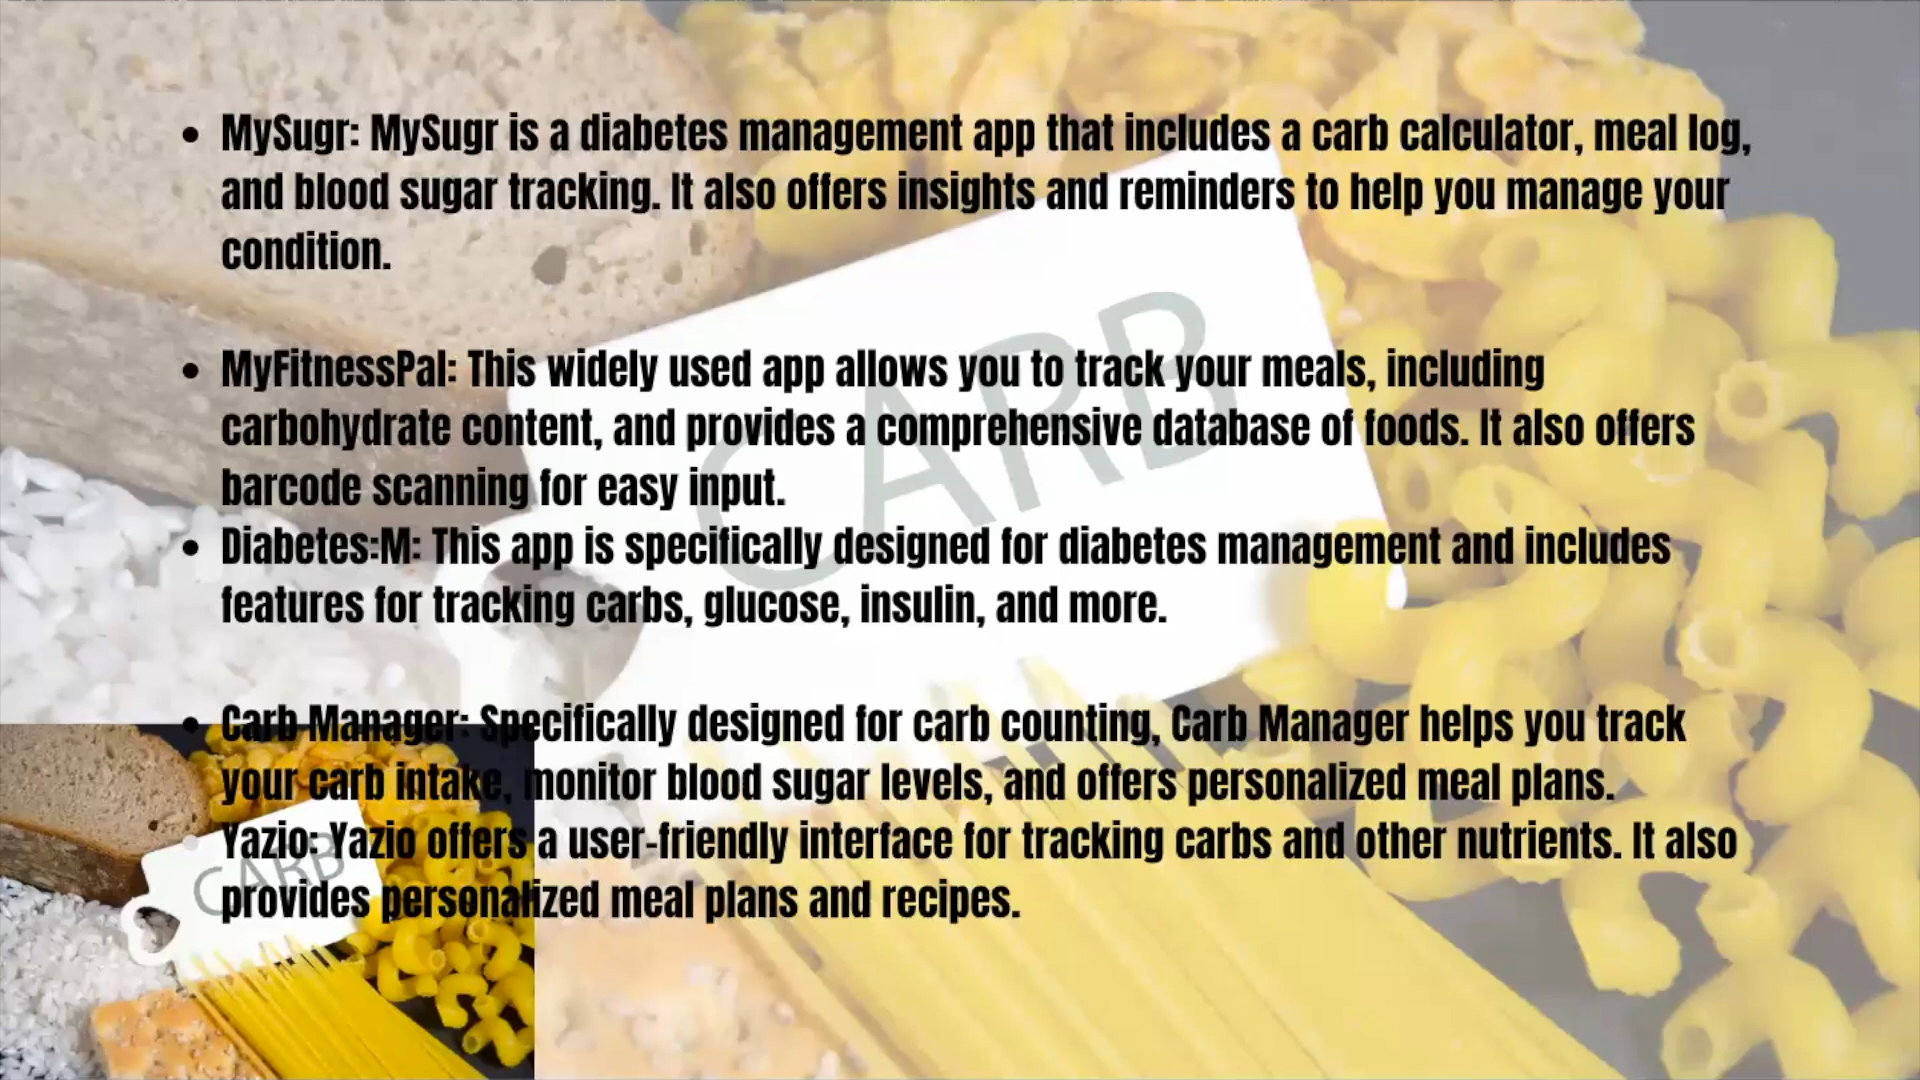 • MySugr: MySugr is a diabetes management app that includes a carb calculator, meal log,
and blood sugar tracking. It also offers insights and reminders to help you manage your
condition.
• MyFitnessPal: This widely used app allows you to track your meals, including
carbohydrate content, and provides a comprehensive database of foods. It also offers
barcode scanning for easy input.
• Diabetes:M: This app is specifically designed for diabetes management and includes
features for tracking carbs, glucose, insulin, and more.
• Carb Manager: Specifically designed for carb counting, Carb Manager helps you track
your carb intake, monitor blood sugar levels, and offers personalized meal plans.
Yazio: Yazio offers a user-friendly interface for tracking carbs and other nutrients. It also
provides personalized meal plans and recipes.
CARB
CARB